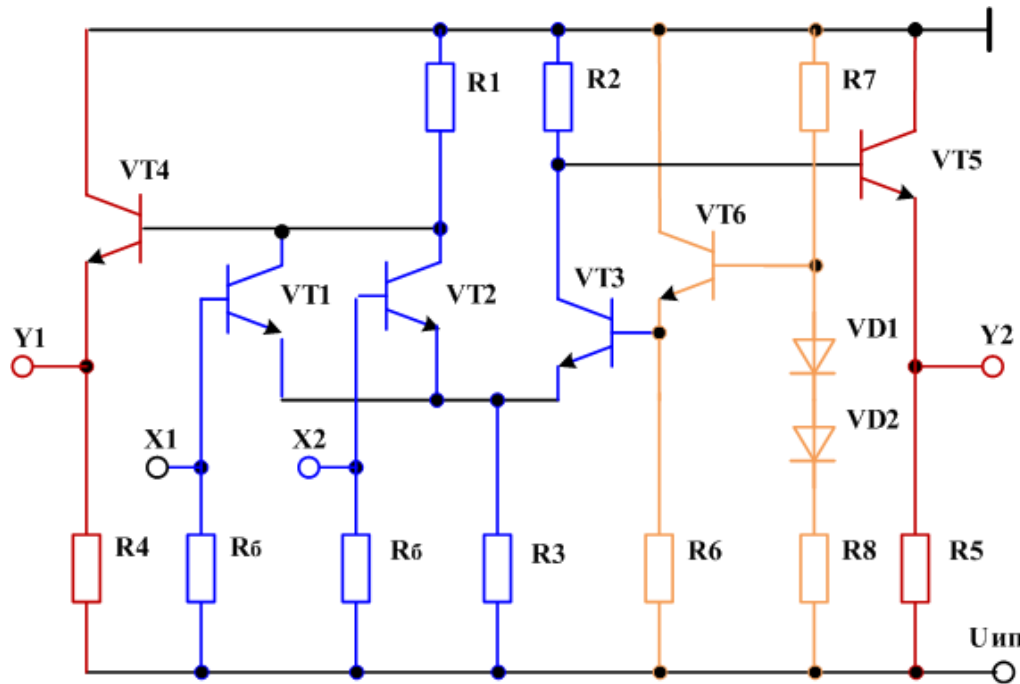 R1
R2
R7
VT4
VT5
VT6
VT1
VT2
VT3
Y1
VD1
Y2
X1
X2
VD2
R4
Rб
Rб
R3
R6
R8
R5
Uип